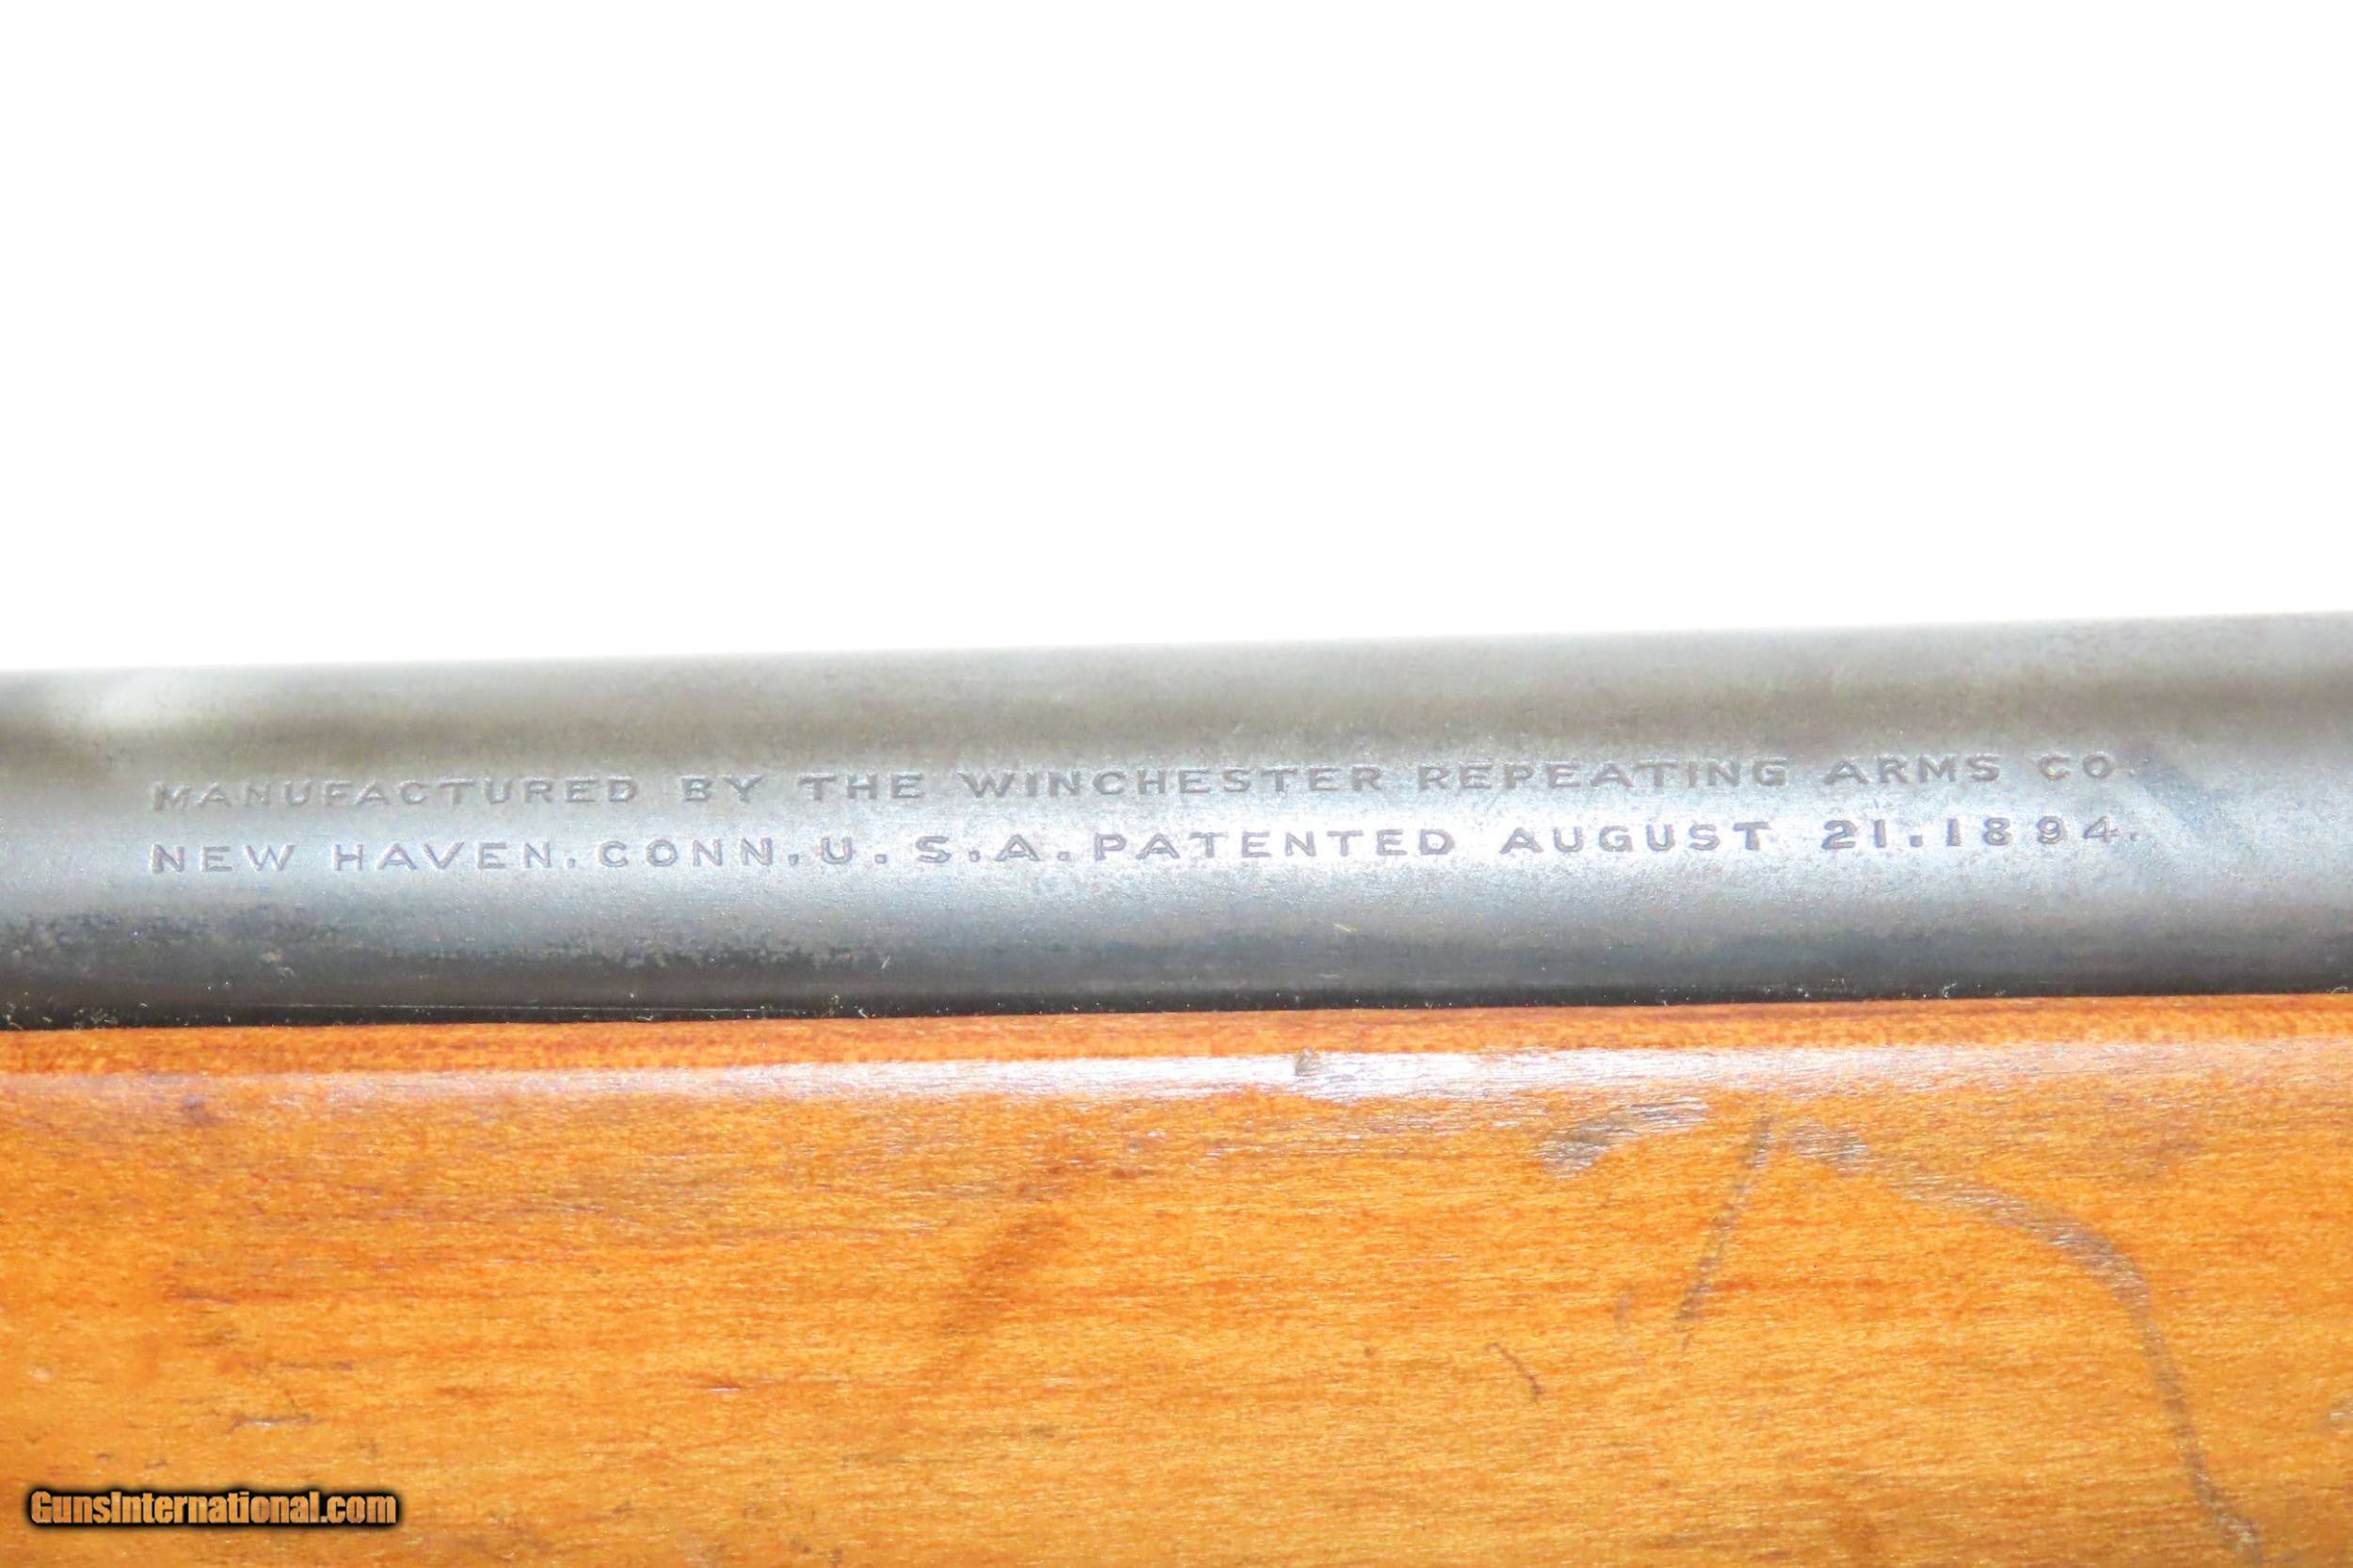 MANUFACTURED BY THE WINCHESTER REPEATING ARMS CO.
NEW HAVEN. CONN. U.S.A. PATENTED AUGUST 21. 1894.
GunsInternational.com